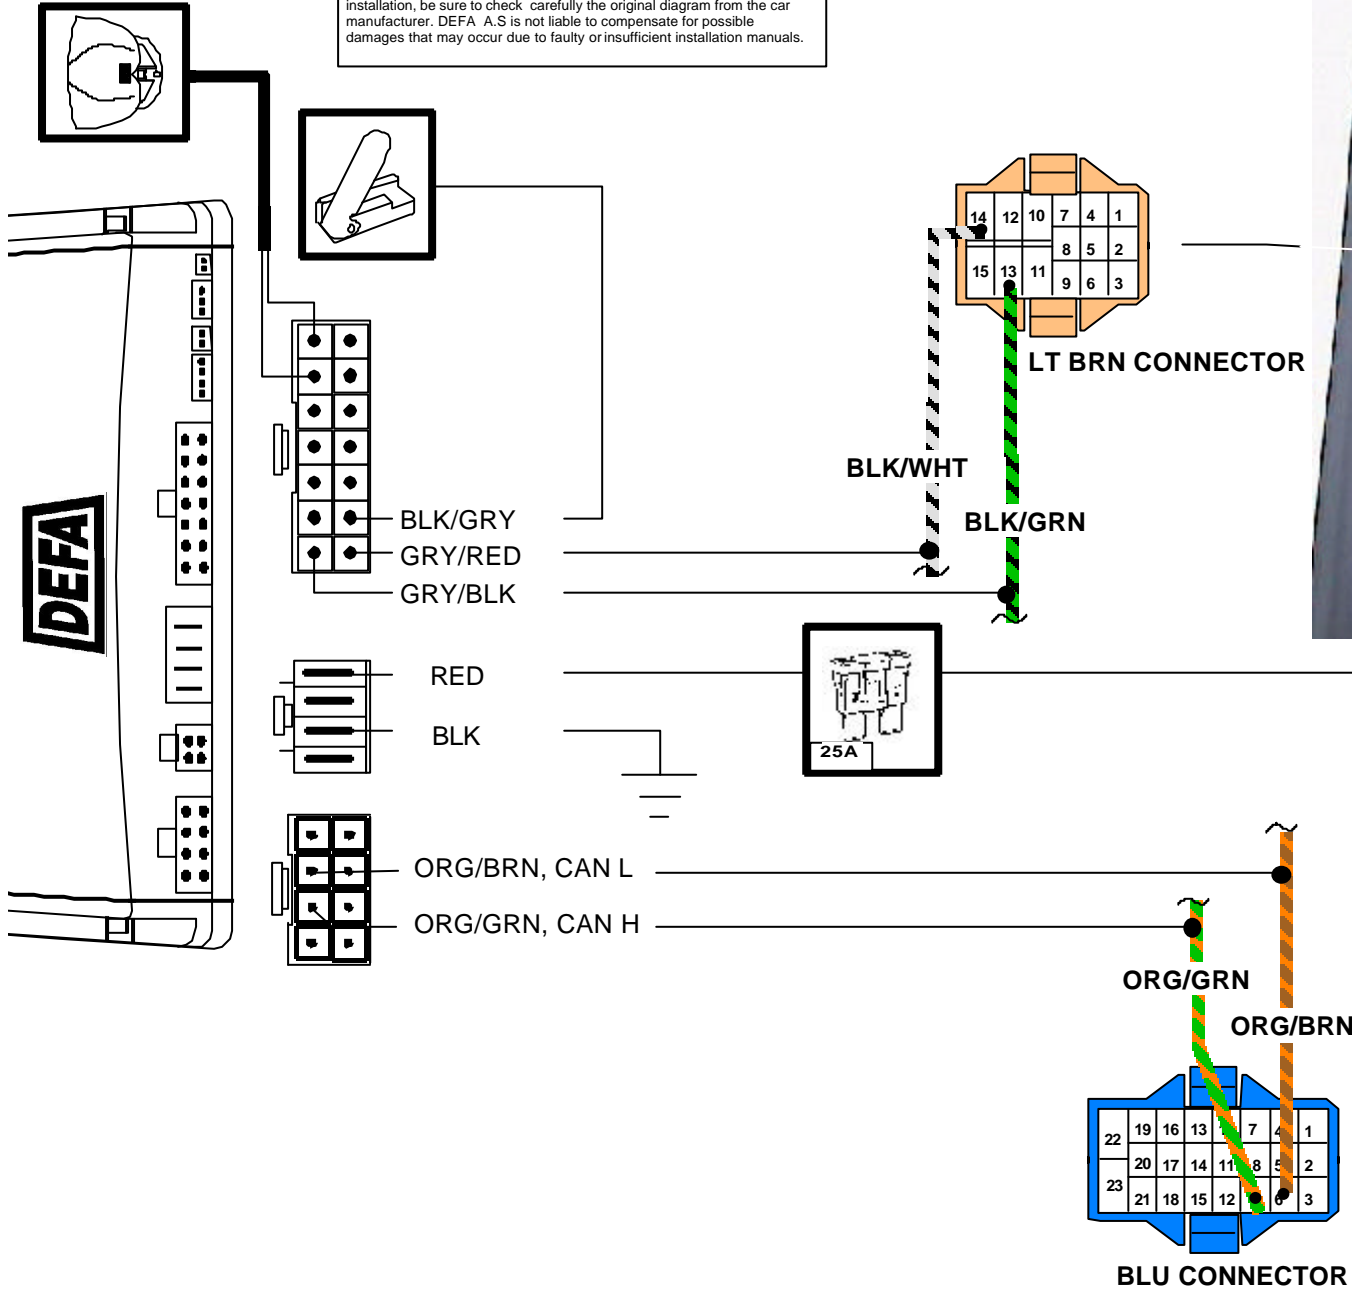 installation, be sure to check carefully the original diagram from the car
manufacturer. DEFA A.S is not liable to compensate for possible
damages that may occur due to faulty or insufficient installation manuals.
14 12 10 7 4 1
8 5 2
15 13 11
9 6 3
LT BRN CONNECTOR
BLK/WHT
BLK/GRN
DEFA
BLK/GRY
GRY/RED
GRY/BLK
RED
BLK
25A
ORG/BRN, CAN L
ORG/GRN, CAN H
ORG/GRN
ORG/BRN
22 19 16 13 7 4 1
20 17 14 11 8 5 2
23 21 18 15 12 6 3
BLU CONNECTOR